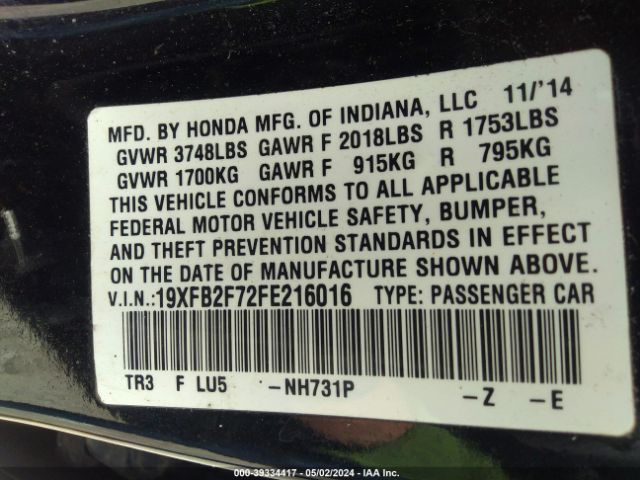 MFD. BY HONDA MFG. OF INDIANA, LLC 11/'14
GVWR 3748LBS GAWR F 2018LBS R 1753LBS
GVWR 1700KG GAWR F 915KG R 795KG
THIS VEHICLE CONFORMS TO ALL APPLICABLE
FEDERAL MOTOR VEHICLE SAFETY, BUMPER,
AND THEFT PREVENTION STANDARDS IN EFFECT
ON THE DATE OF MANUFACTURE SHOWN ABOVE.
V.I.N.:19XFB2F72FE216016 TYPE: PASSENGER CAR
TR3 F LU5 -NH731P -Z -E
000-39334417 - 05/02/2024 - IAA Inc.